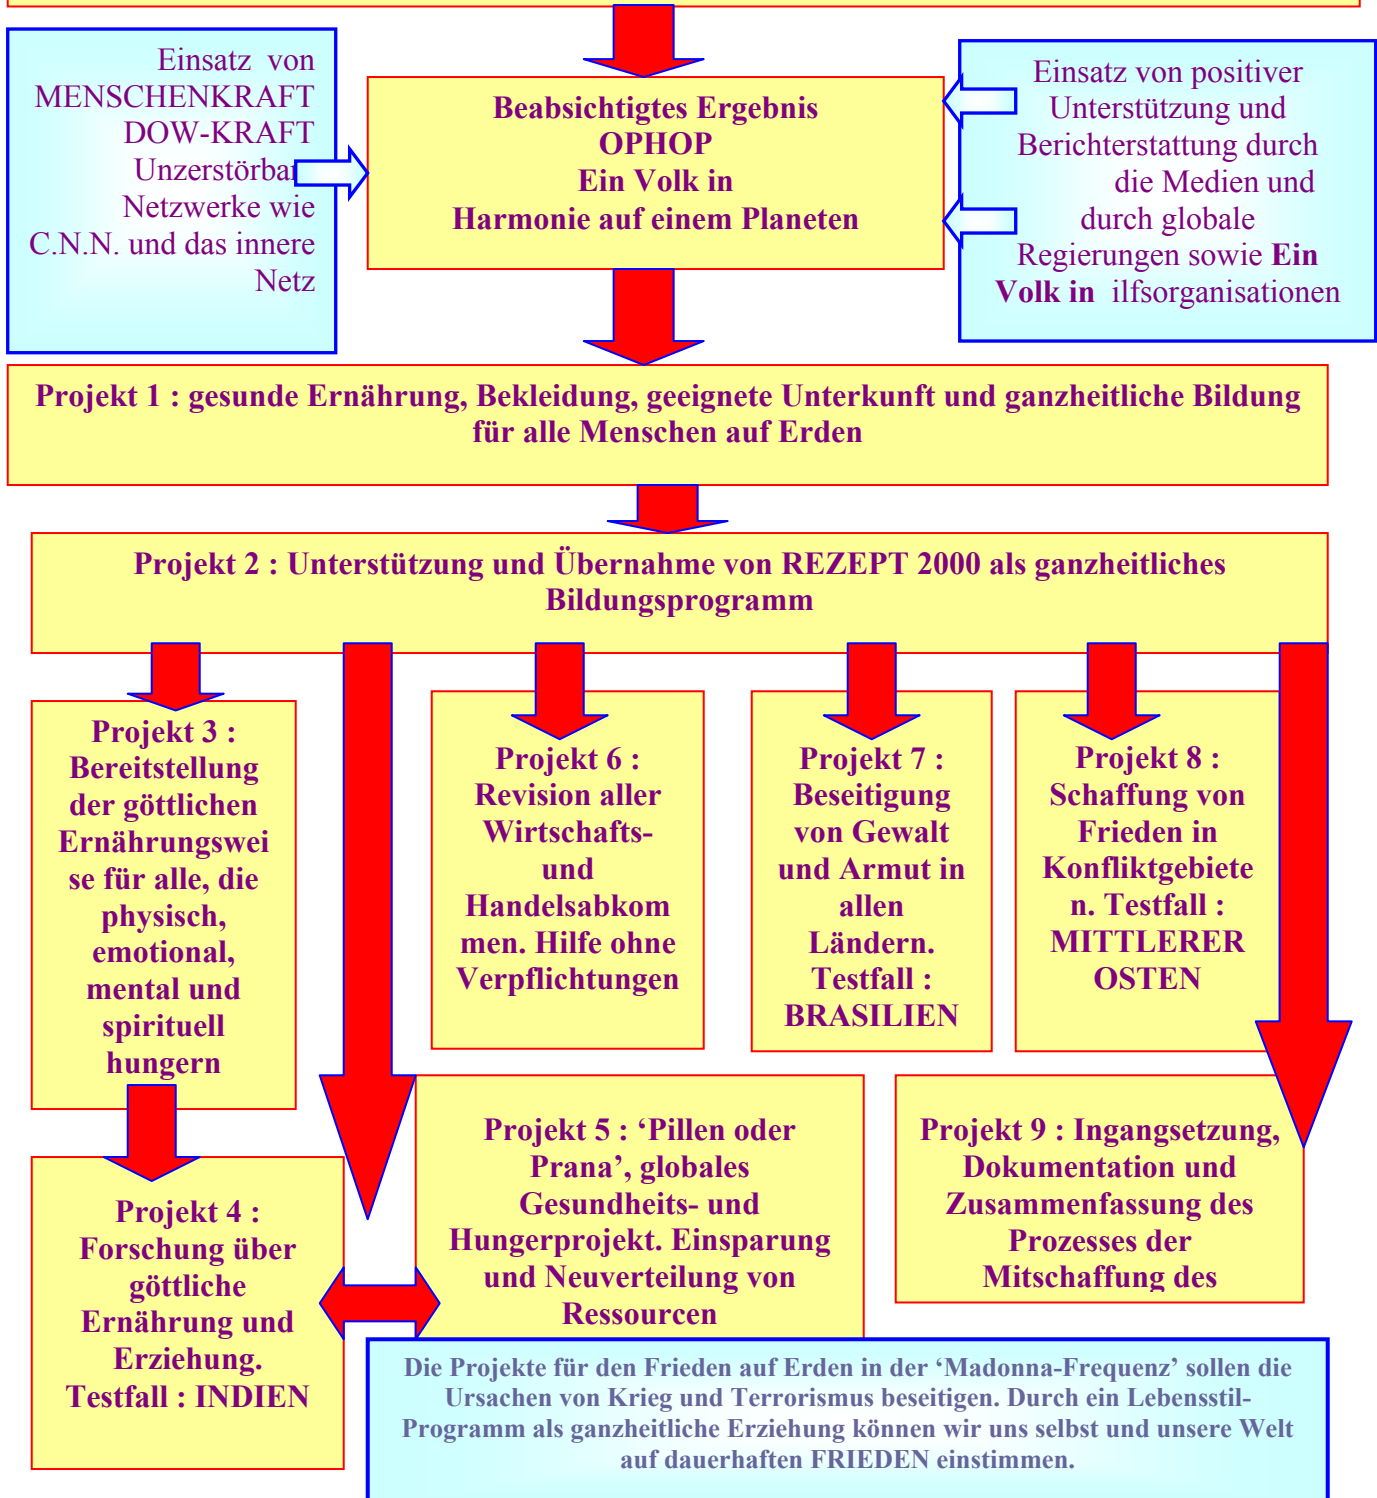 Einsatz von
MENSCHENKRAFT
DOW-KRAFT
Unzerstörbar
Netzwerke wie
C.N.N. und das innere
Netz
Beabsichtigtes Ergebnis
OPHOP
Ein Volk in
Harmonie auf einem Planeten
Einsatz von positiver
Unterstützung und
Berichterstattung durch
die Medien und
durch globale
Regierungen sowie Ein
Volk in ilfsorganisationen
Projekt 1 : gesunde Ernährung, Bekleidung, geeignete Unterkunft und ganzheitliche Bildung
für alle Menschen auf Erden
Projekt 2 : Unterstützung und Übernahme von REZEPT 2000 als ganzheitliches
Bildungsprogramm
Projekt 3 :
Bereitstellung
der göttlichen
Ernährungswei
se für alle, die
physisch,
emotional,
mental und
spirituell
hungern
Projekt 6 :
Revision aller
Wirtschafts-
und
Handelsabkom
men. Hilfe ohne
Verpflichtungen
Projekt 7 :
Beseitigung
von Gewalt
und Armut in
allen
Ländern.
Testfall :
BRASILIEN
Projekt 8 :
Schaffung von
Frieden in
Konfliktgebiete
n. Testfall :
MITTLERER
OSTEN
Projekt 4 :
Forschung über
göttliche
Ernährung und
Erziehung.
Testfall : INDIEN
Projekt 5 : ‘Pillen oder
Prana’, globales
Gesundheits- und
Hungerprojekt. Einsparung
und Neuverteilung von
Ressourcen
Projekt 9 : Ingangsetzung,
Dokumentation und
Zusammenfassung des
Prozesses der
Mitschaffung des
Die Projekte für den Frieden auf Erden in der ‘Madonna-Frequenz’ sollen die
Ursachen von Krieg und Terrorismus beseitigen. Durch ein Lebensstil-
Programm als ganzheitliche Erziehung können wir uns selbst und unsere Welt
auf dauerhaften FRIEDEN einstimmen.